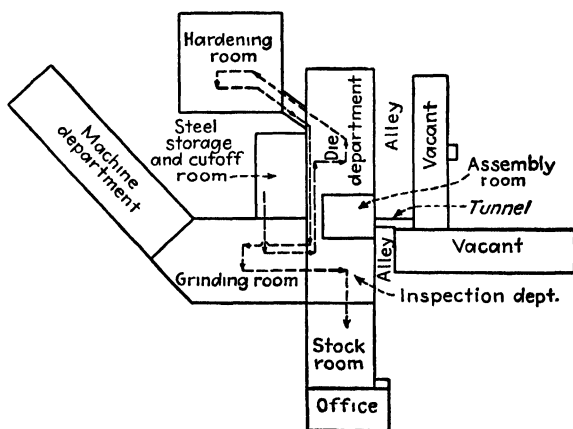 Hardening
room
Machine
department
Steel
storage
and cutoff
room
Die
department
Alley
Vacant
Assembly
room
Tunnel
Vacant
Alley
Grinding room
Inspection dept.
Stock
room
Office